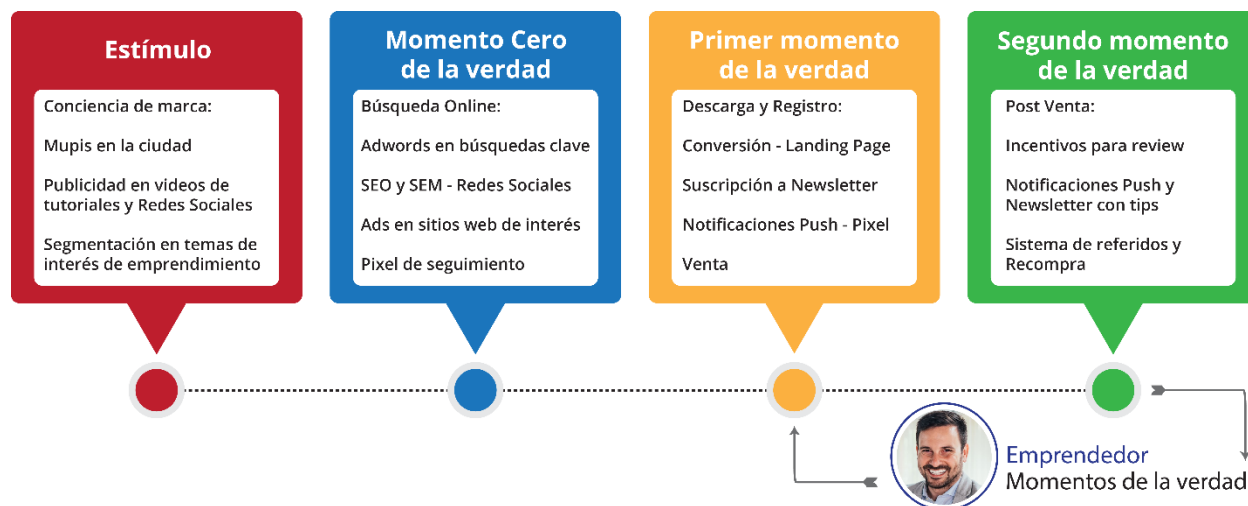 Estímulo
Conciencia de marca:
Mupis en la ciudad
Publicidad en videos de
tutoriales y Redes Sociales
Segmentación en temas de
interés de emprendimiento
Momento Cero
de la verdad
Búsqueda Online:
Adwords en búsquedas clave
SEO y SEM - Redes Sociales
Ads en sitios web de interés
Pixel de seguimiento
Primer momento
de la verdad
Descarga y Registro:
Conversión - Landing Page
Suscripción a Newsletter
Notificaciones Push - Pixel
Venta
Segundo momento
de la verdad
Post Venta:
Incentivos para review
Notificaciones Push y
Newsletter con tips
Sistema de referidos y
Recompra
Emprendedor
Momentos de la verdad